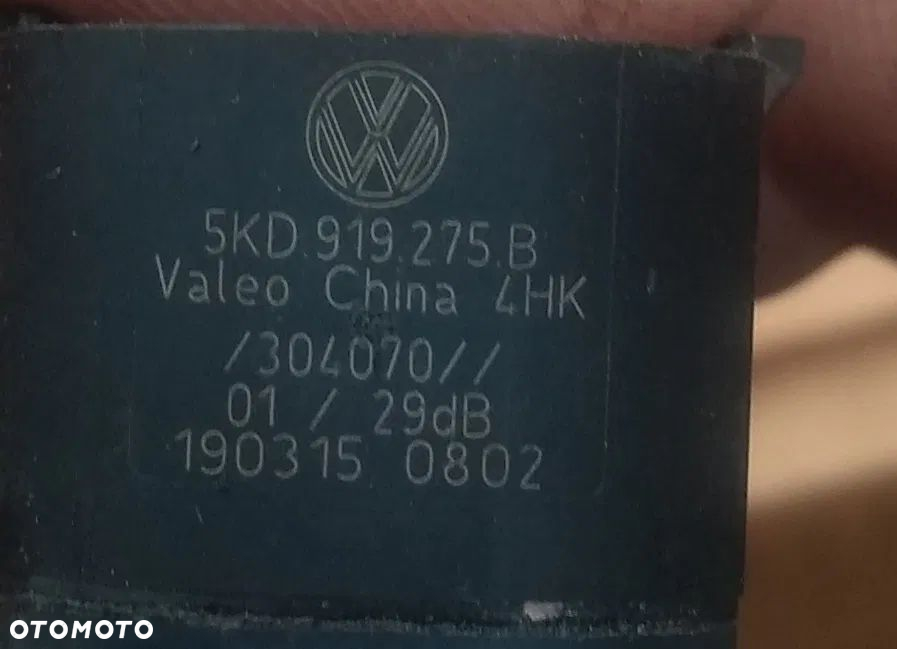 5KD.919.275.B
Valeo China 4HK
/304070//
01 / 29dB
190315 0802
OTOMOTO